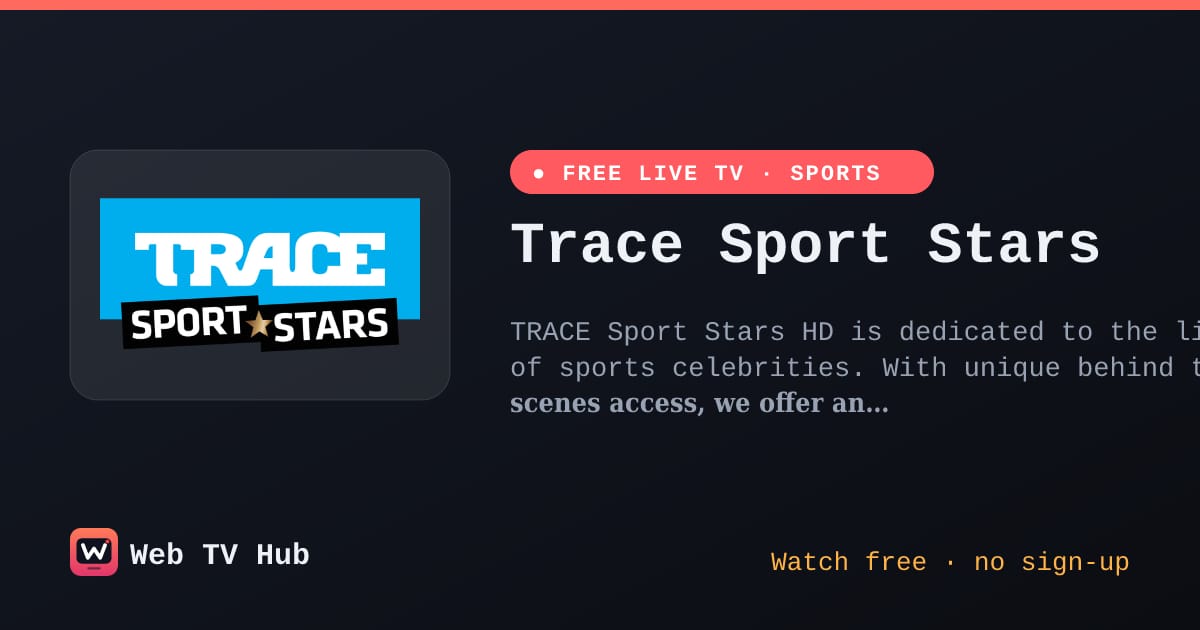 TRACE
SPORT STARS
• FREE LIVE TV · SPORTS
Trace Sport Stars
TRACE Sport Stars HD is dedicated to the
of sports celebrities. With unique behind
scenes access, we offer an...
Web TV Hub
Watch free · no sign-up